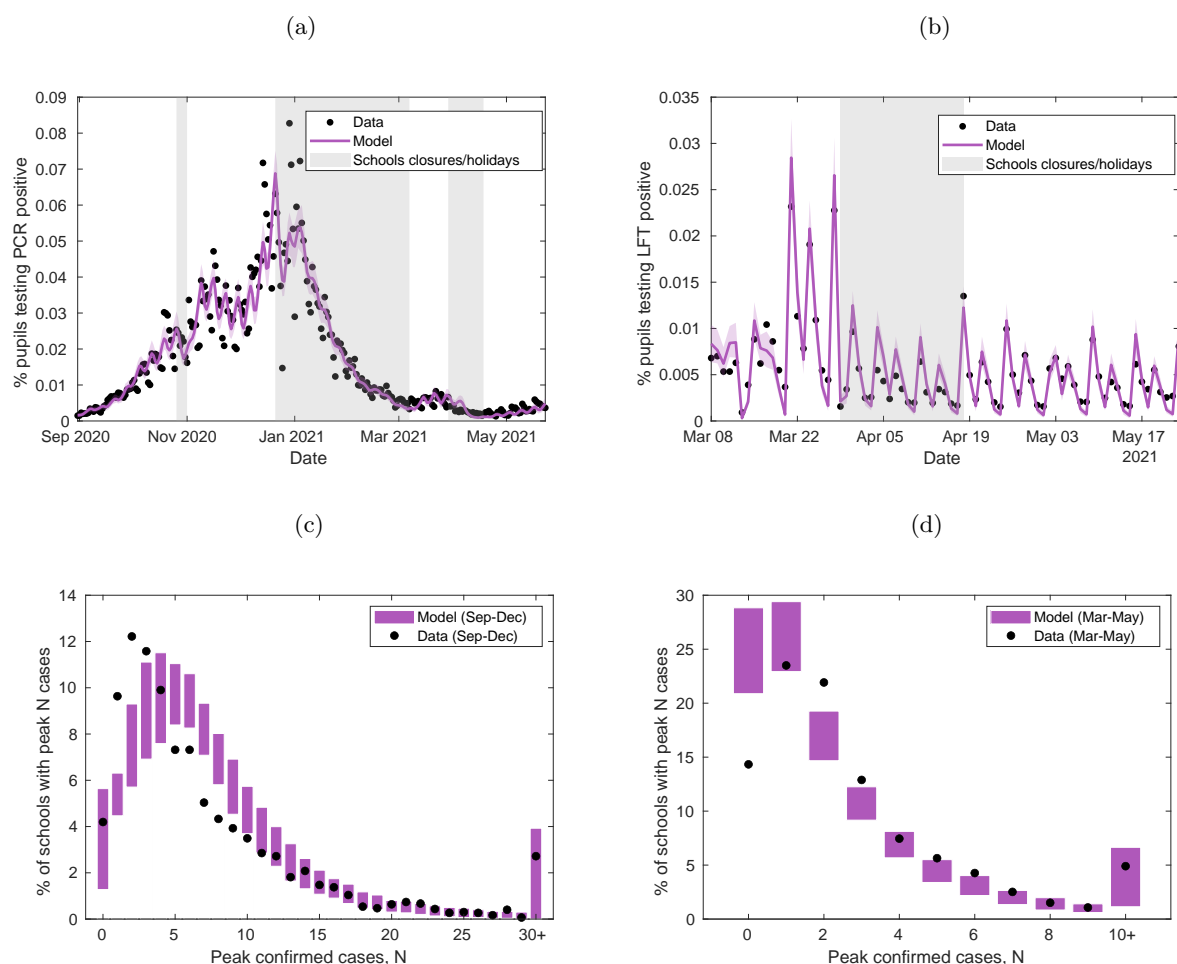 (a)
0.09
0.08
0.07
0.06
0.05
0.04
0.03
0.02
0.01
0
% pupils testing PCR positive
Data
Model
Schools closures/holidays
Sep 2020 Nov 2020 Jan 2021 Mar 2021 May 2021
Date
(b)
0.035
0.03
0.025
0.02
0.015
0.01
0.005
0
% pupils testing LFT positive
Data
Model
Schools closures/holidays
Mar 08 Mar 22 Apr 05 Apr 19 May 03 May 17
2021
Date
(c)
14
12
10
8
6
4
2
0
% of schools with peak N cases
Model (Sep-Dec)
Data (Sep-Dec)
0 5 10 15 20 25 30+
Peak confirmed cases, N
(d)
30
25
20
15
10
5
0
% of schools with peak N cases
Model (Mar-May)
Data (Mar-May)
0 2 4 6 8 10+
Peak confirmed cases, N